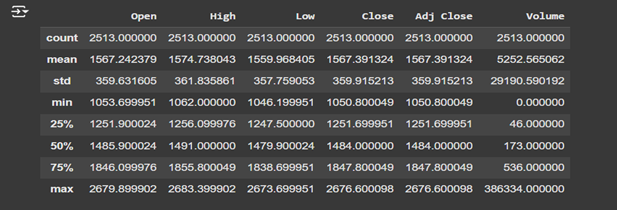 Open High Low Close Adj Close Volume
count 2513.000000 2513.000000 2513.000000 2513.000000 2513.000000 2513.000000
mean 1567.242379 1574.738043 1559.968405 1567.391324 1567.391324 5252.565062
std 359.631605 361.835861 357.759053 359.915213 359.915213 29190.590192
min 1053.699951 1062.000000 1046.199951 1050.800049 1050.800049 0.000000
25% 1251.900024 1256.099976 1247.500000 1251.699951 1251.699951 46.000000
50% 1485.900024 1491.000000 1479.900024 1484.000000 1484.000000 173.000000
75% 1846.099976 1855.800049 1838.699951 1847.800049 1847.800049 536.000000
max 2679.899902 2683.399902 2673.699951 2676.600098 2676.600098 386334.000000